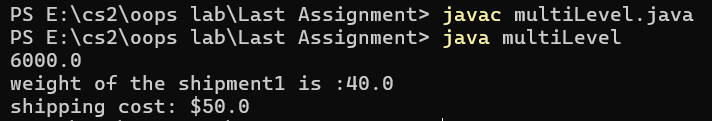 PS E:\cs2\oops lab\Last Assignment> javac multiLevel.java
PS E:\cs2\oops lab\Last Assignment> java multiLevel
6000.0
weight of the shipment1 is :40.0
shipping cost: $50.0